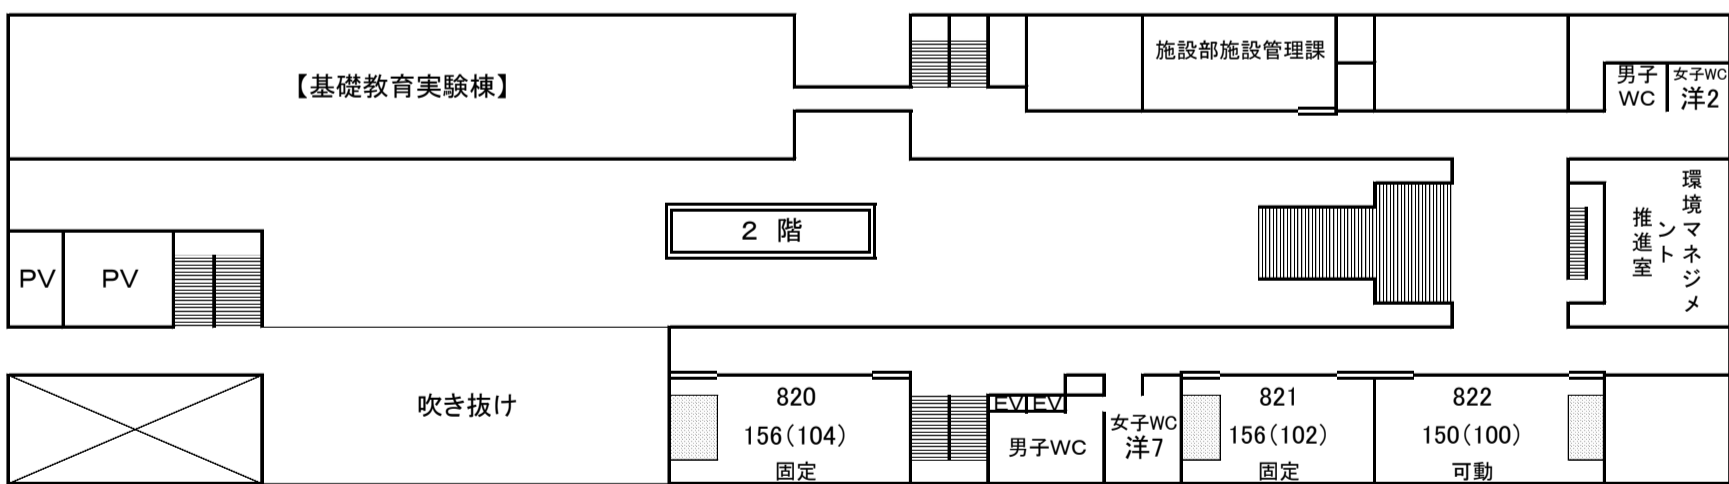 【基礎教育実験棟】
施設部施設管理課
男子
WC
女子WC
洋2
2 階
環境マネジメ
ント
推進室
PV
PV
吹き抜け
820
156(104)
固定
EV
EV
男子WC
女子WC
洋7
821
156(102)
固定
822
150(100)
可動